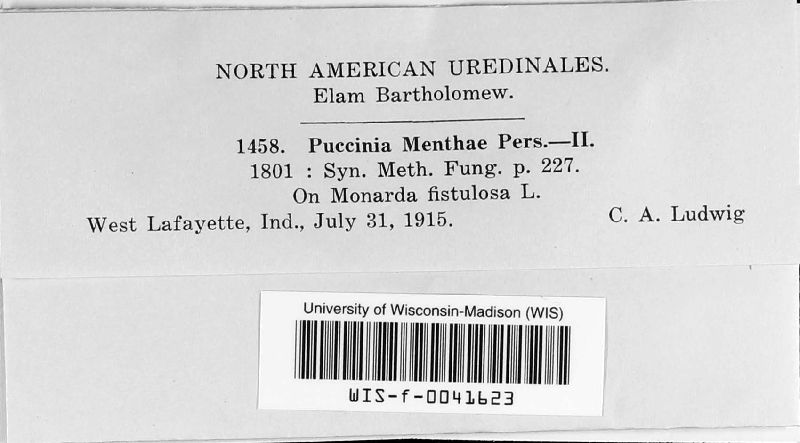 NORTH AMERICAN UREDINALES.
Elam Bartholomew.
1458. Puccinia Menthae Pers.—II.
1801 : Syn. Meth. Fung. p. 227.
On Monarda fistulosa L.
West Lafayette, Ind., July 31, 1915. C. A. Ludwig
University of Wisconsin-Madison (WIS)
WIS-f-0041623